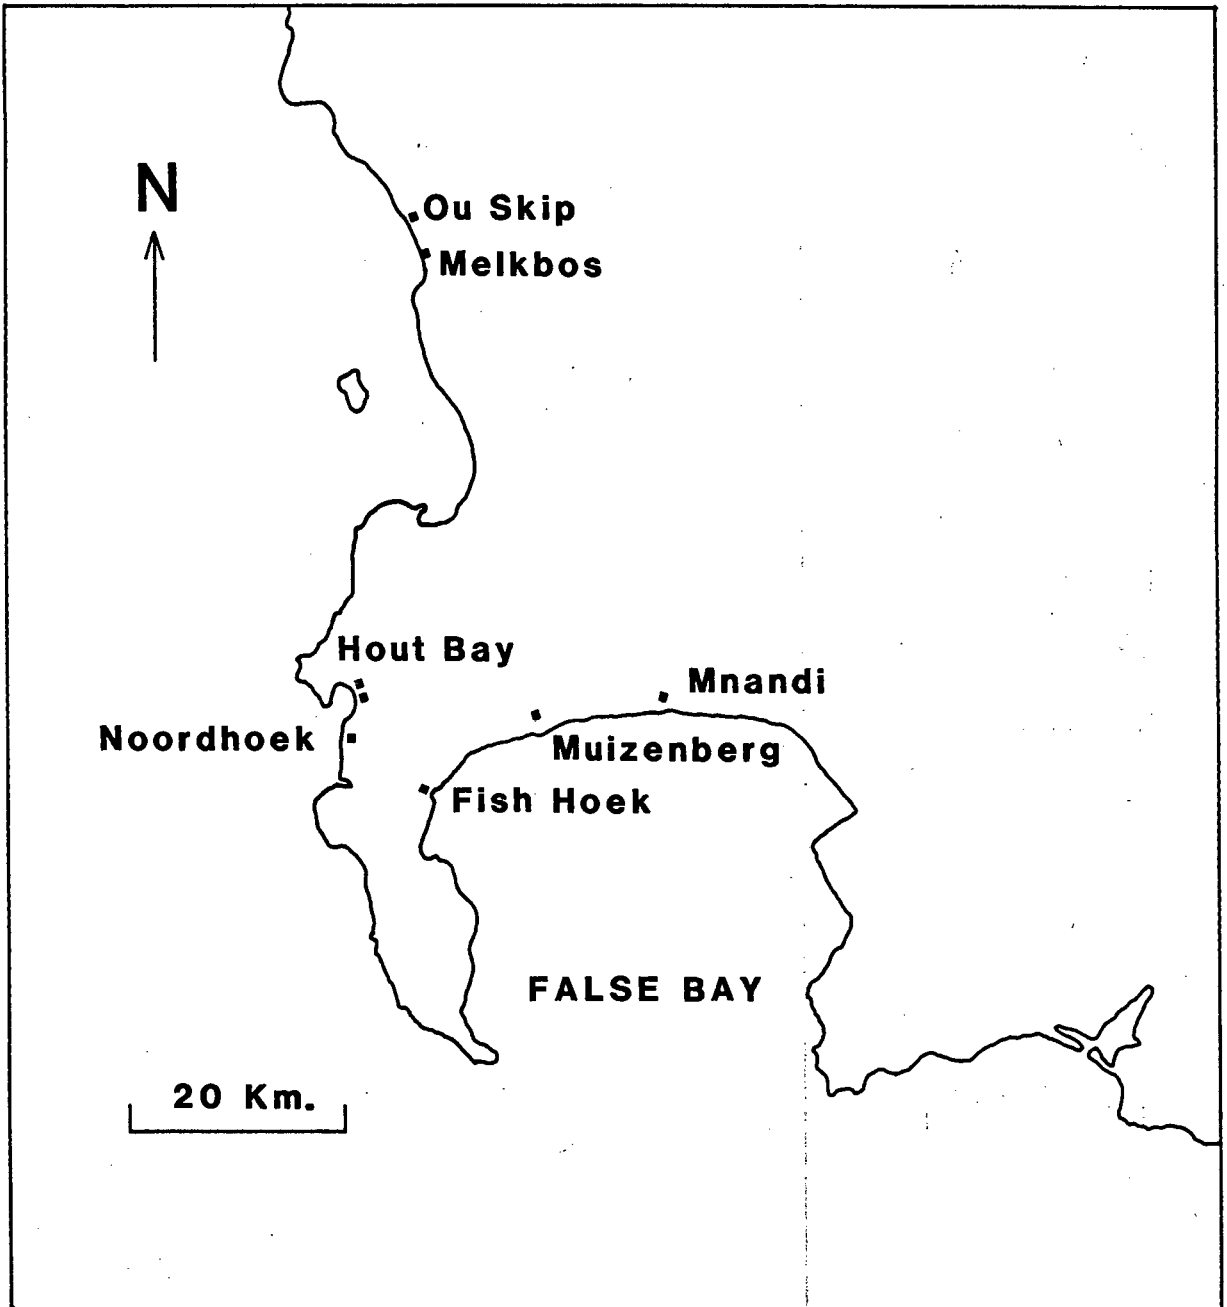 N
Ou Skip
Melkbos
Hout Bay
Mnandi
Noordhoek
Muizenberg
Fish Hoek
FALSE BAY
20 Km.